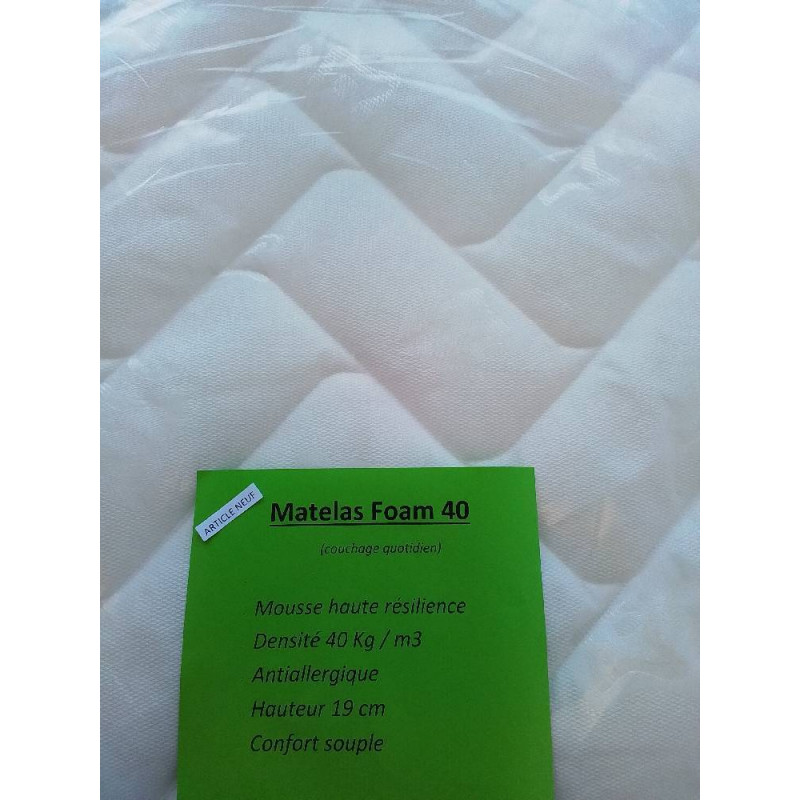 ARTICLE NEUF
Matelas Foam 40
(couchage quotidien)
Mousse haute résilience
Densité 40 Kg / m3
Antiallergique
Hauteur 19 cm
Confort souple